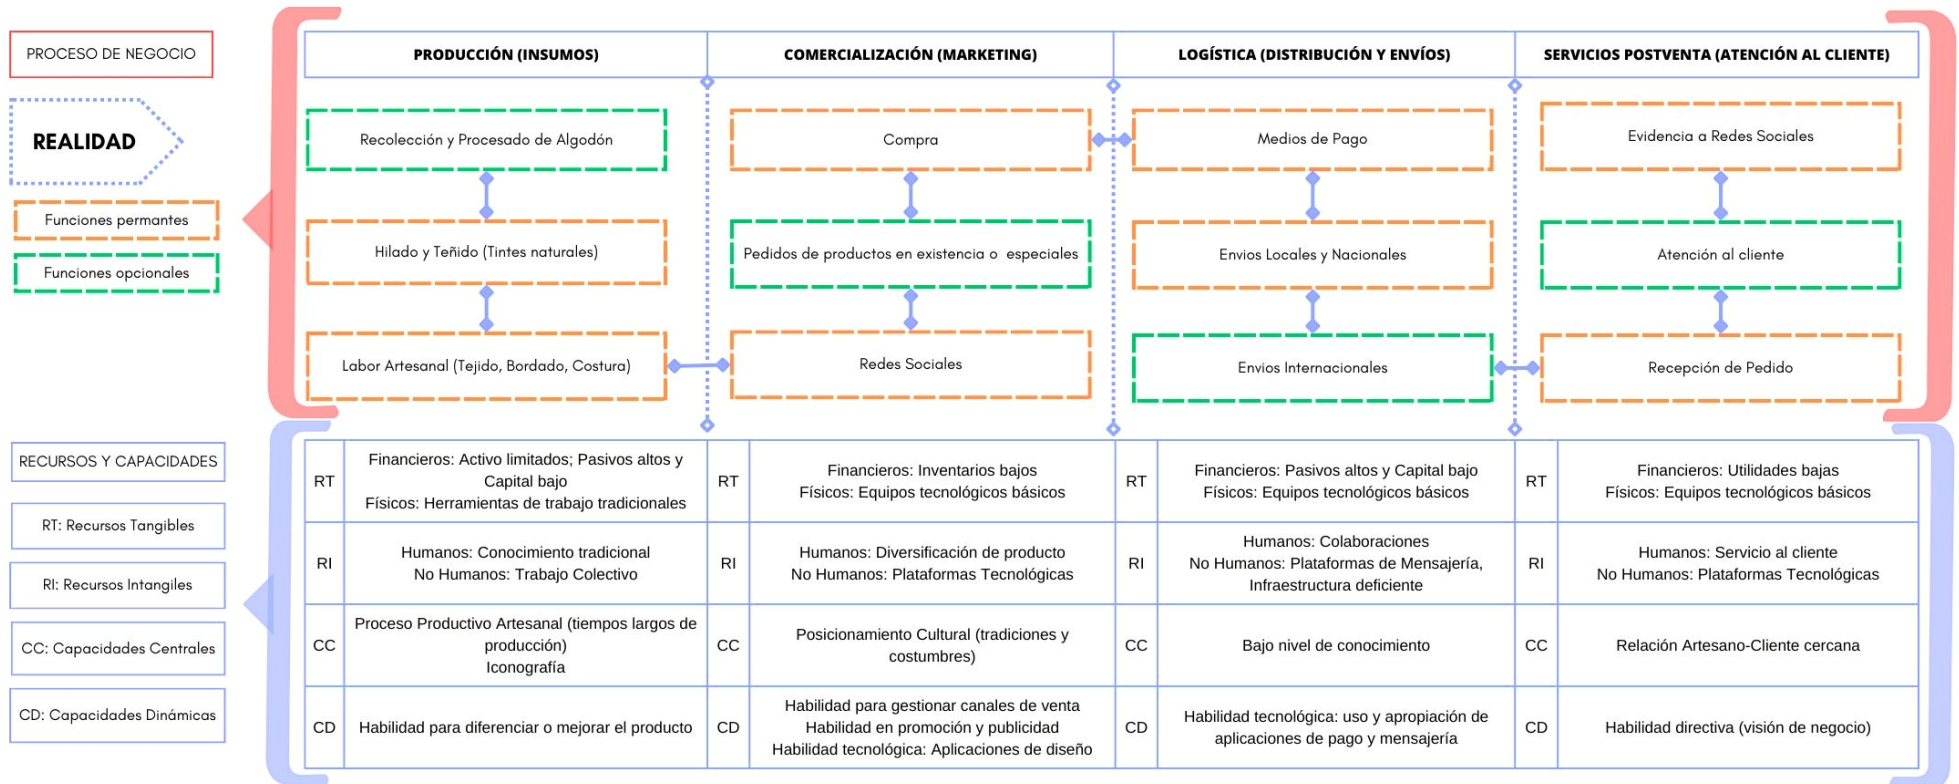 PROCESO DE NEGOCIO
REALIDAD
Funciones permantes
Funciones opcionales
PRODUCCIÓN (INSUMOS)
COMERCIALIZACIÓN (MARKETING)
LOGÍSTICA (DISTRIBUCIÓN Y ENVÍOS)
SERVICIOS POSTVENTA (ATENCIÓN AL CLIENTE)
Recolección y Procesado de Algodón
Compra
Medios de Pago
Evidencia a Redes Sociales
Hilado y Teñido (Tintes naturales)
Pedidos de productos en existencia o especiales
Envios Locales y Nacionales
Atención al cliente
Labor Artesanal (Tejido, Bordado, Costura)
Redes Sociales
Envios Internacionales
Recepción de Pedido
RECURSOS Y CAPACIDADES
RT: Recursos Tangibles
RI: Recursos Intangiles
CC: Capacidades Centrales
CD: Capacidades Dinámicas
RT
Financieros: Activo limitados; Pasivos altos y
Capital bajo
Físicos: Herramientas de trabajo tradicionales
RT
Financieros: Inventarios bajos
Físicos: Equipos tecnológicos básicos
RT
Financieros: Pasivos altos y Capital bajo
Físicos: Equipos tecnológicos básicos
RT
Financieros: Utilidades bajas
Físicos: Equipos tecnológicos básicos
RI
Humanos: Conocimiento tradicional
No Humanos: Trabajo Colectivo
RI
Humanos: Diversificación de producto
No Humanos: Plataformas Tecnológicas
RI
Humanos: Colaboraciones
No Humanos: Plataformas de Mensajería,
Infraestructura deficiente
RI
Humanos: Servicio al cliente
No Humanos: Plataformas Tecnológicas
CC
Proceso Productivo Artesanal (tiempos largos de
producción)
Iconografía
CC
Posicionamiento Cultural (tradiciones y
costumbres)
CC
Bajo nivel de conocimiento
CC
Relación Artesano-Cliente cercana
CD
Habilidad para diferenciar o mejorar el producto
CD
Habilidad para gestionar canales de venta
Habilidad en promoción y publicidad
Habilidad tecnológica: Aplicaciones de diseño
CD
Habilidad tecnológica: uso y apropiación de
aplicaciones de pago y mensajería
CD
Habilidad directiva (visión de negocio)